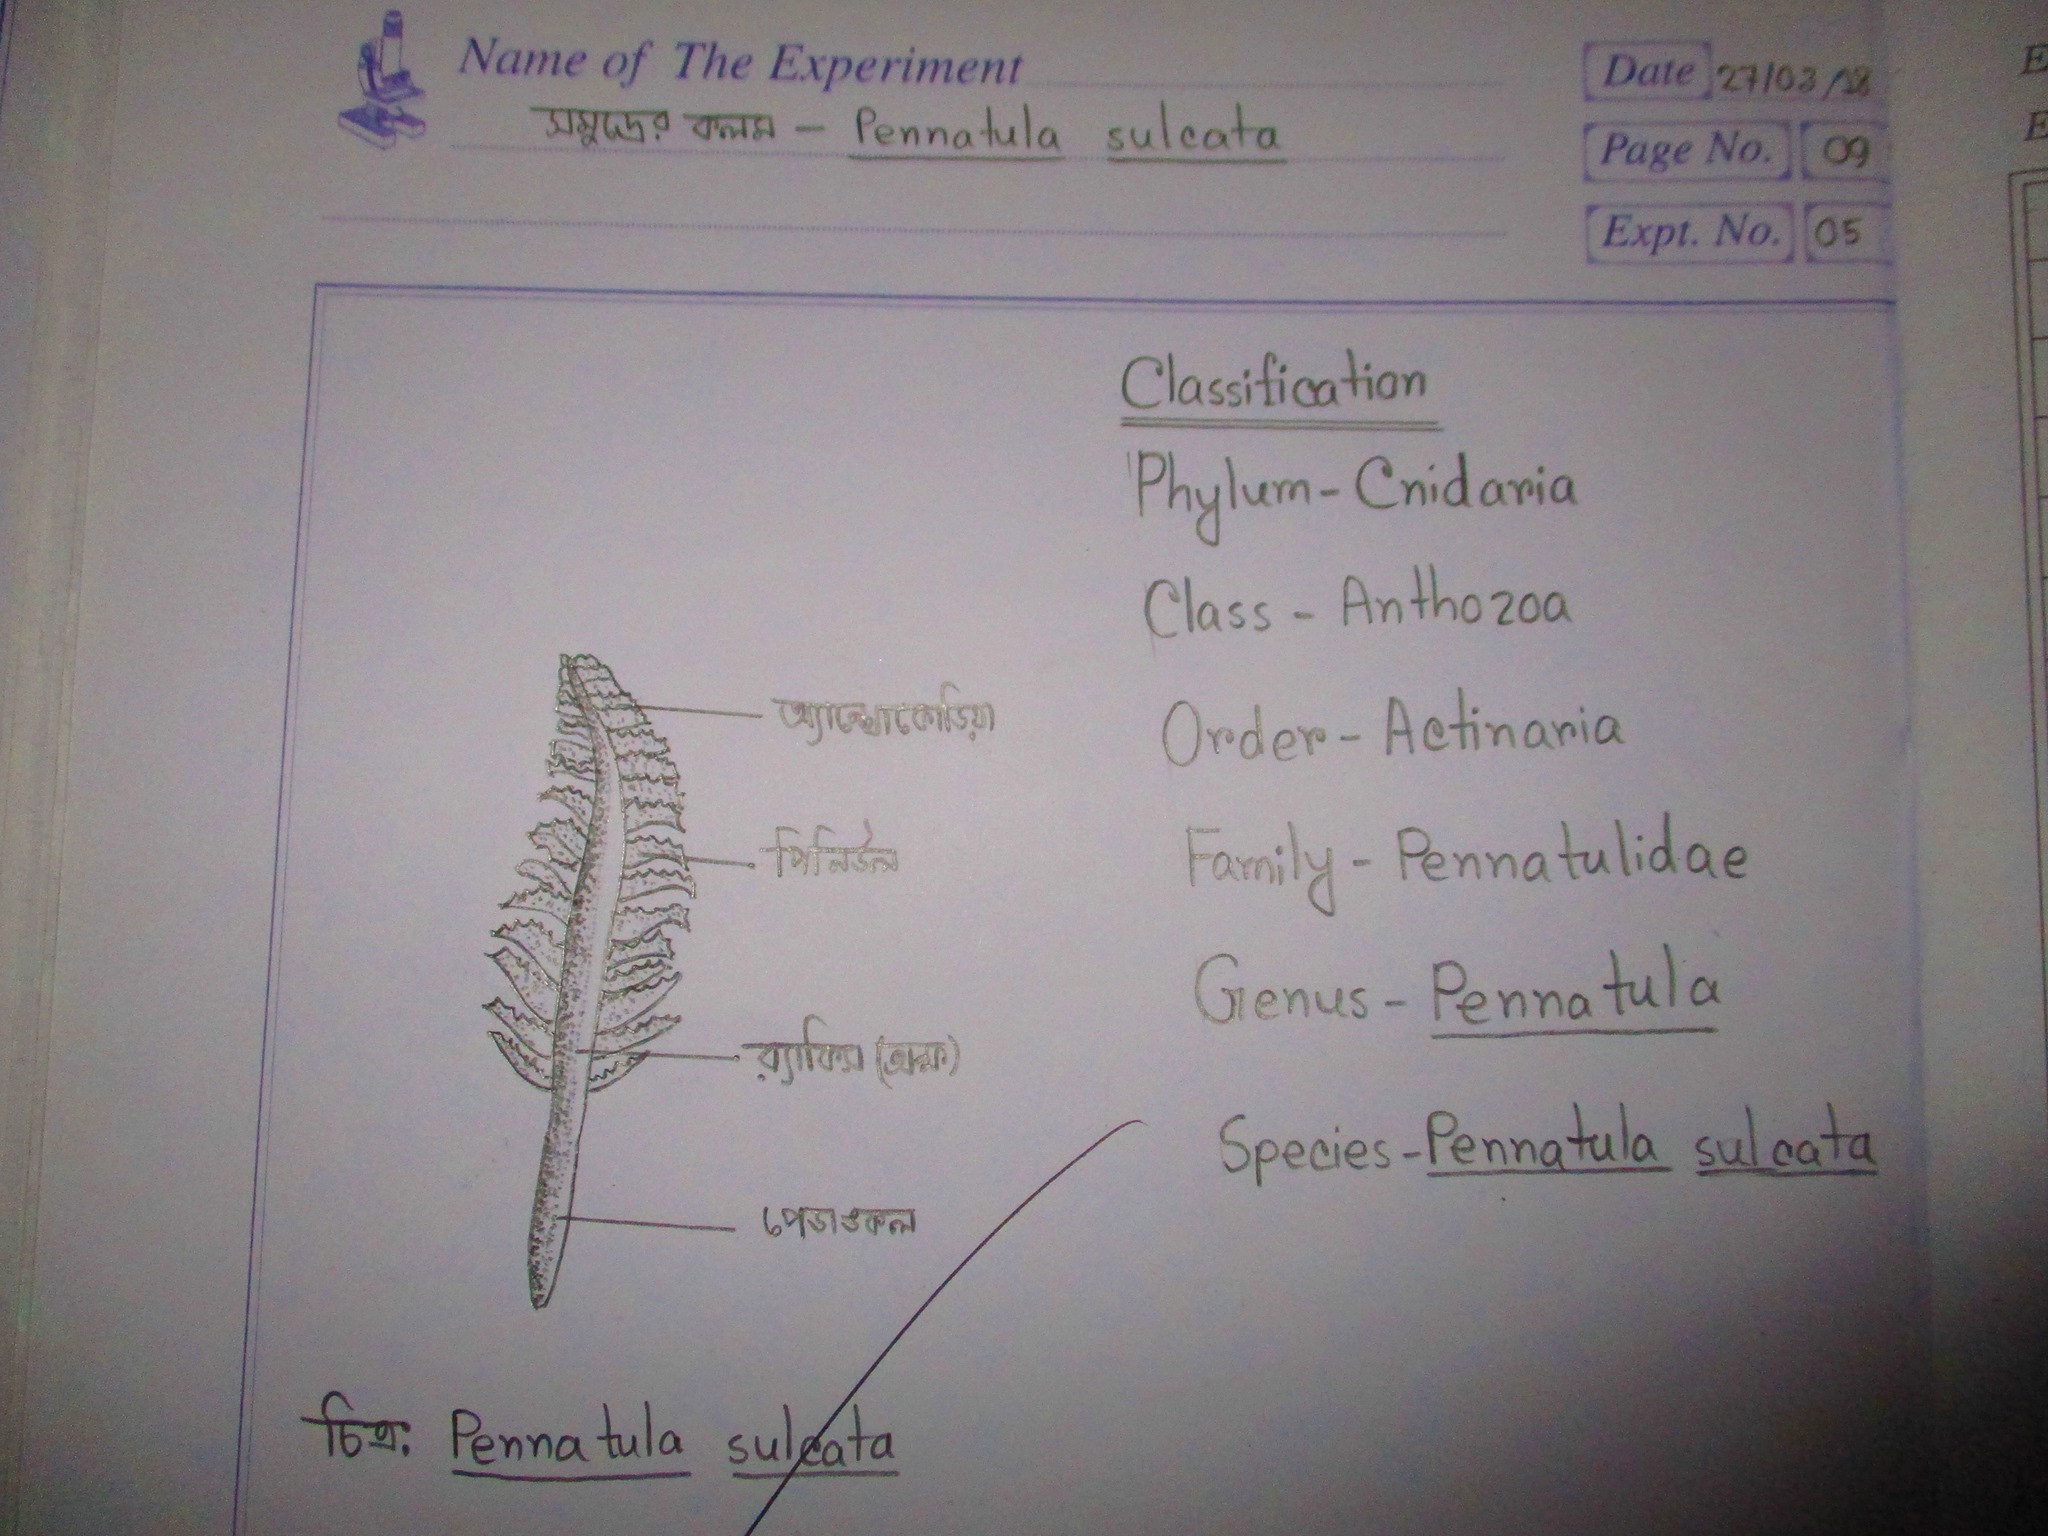 Name of The Experiment
সমুদ্রের কলম - Pennatula sulcata
Date 27/03/18
Page No. 09
Expt. No. 05
Classification
Phylum - Cnidaria
Class - Anthozoa
Order - Actinaria
Family - Pennatulidae
Genus - Pennatula
Species - Pennatula sulcata
অ্যান্থোকোডিয়া
পিনিউল
র‍্যাকিস (অক্ষ)
পেডাঙকল
চিত্র: Pennatula sulcata